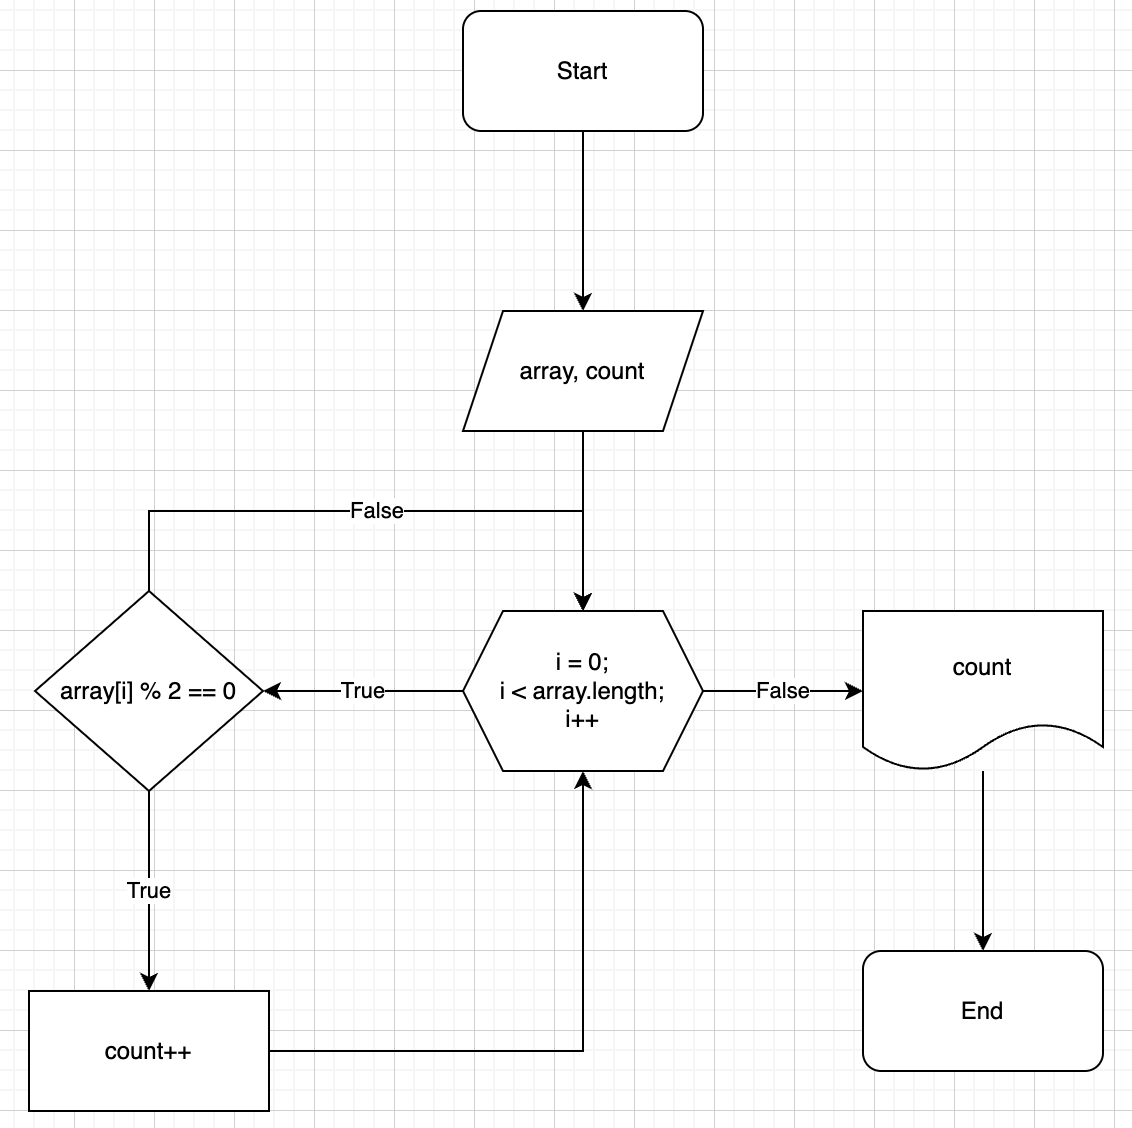 Start
array, count
False
array[i] % 2 == 0
True
i = 0;
i < array.length;
i++
False
count
True
count++
End